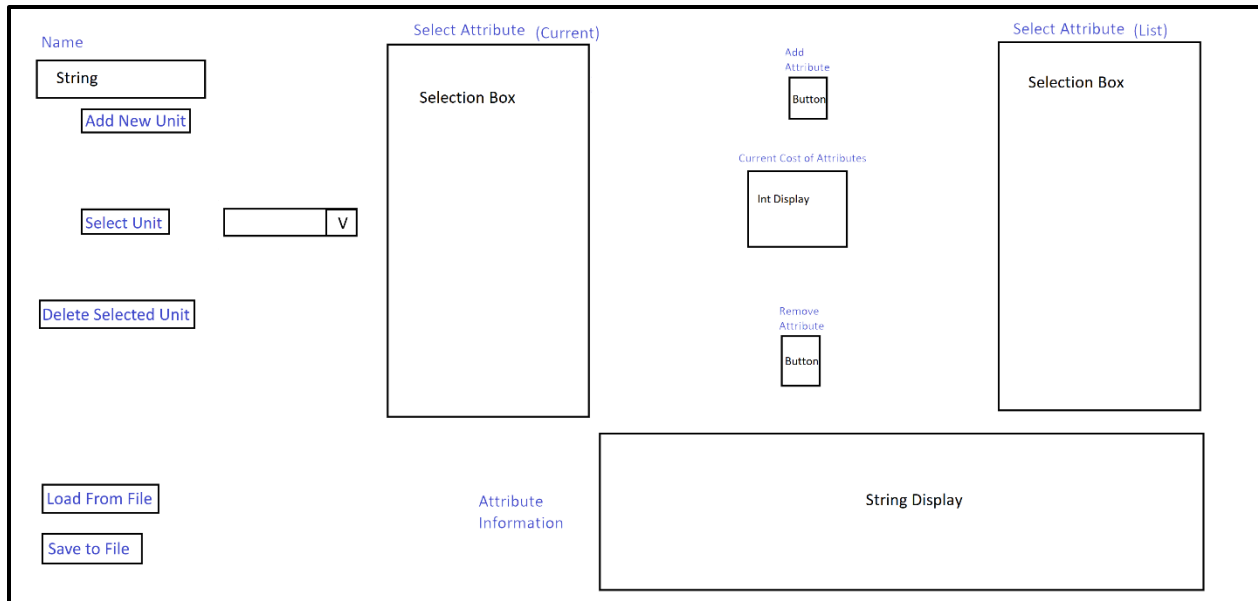 Name
String
Add New Unit
Select Unit
V
Delete Selected Unit
Load From File
Save to File
Select Attribute (Current)
Selection Box
Add
Attribute
Button
Current Cost of Attributes
Int Display
Remove
Attribute
Button
Select Attribute (List)
Selection Box
Attribute
Information
String Display